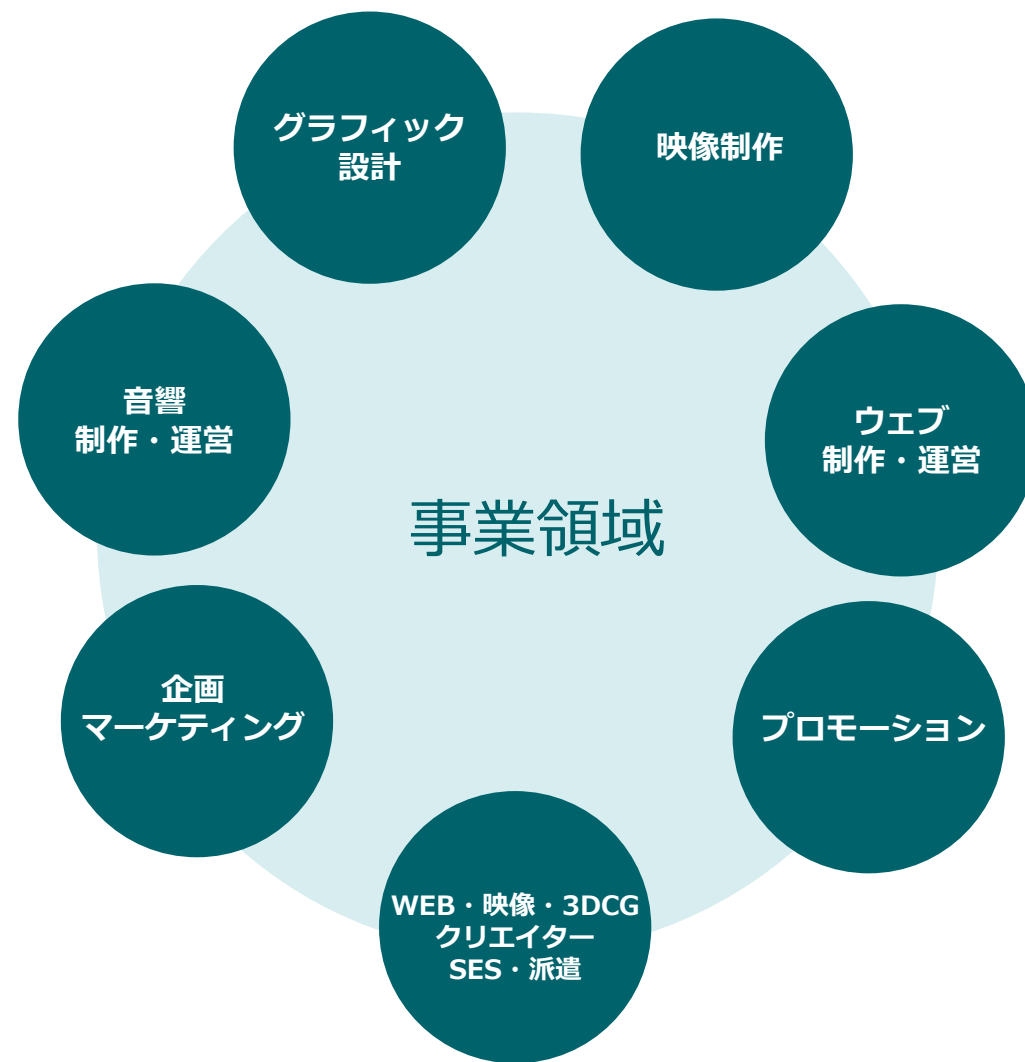 グラフィック
設計
映像制作
音響
制作・運営
ウェブ
制作・運営
事業領域
企画
マーケティング
プロモーション
WEB・映像・3DCG
クリエイター
SES・派遣